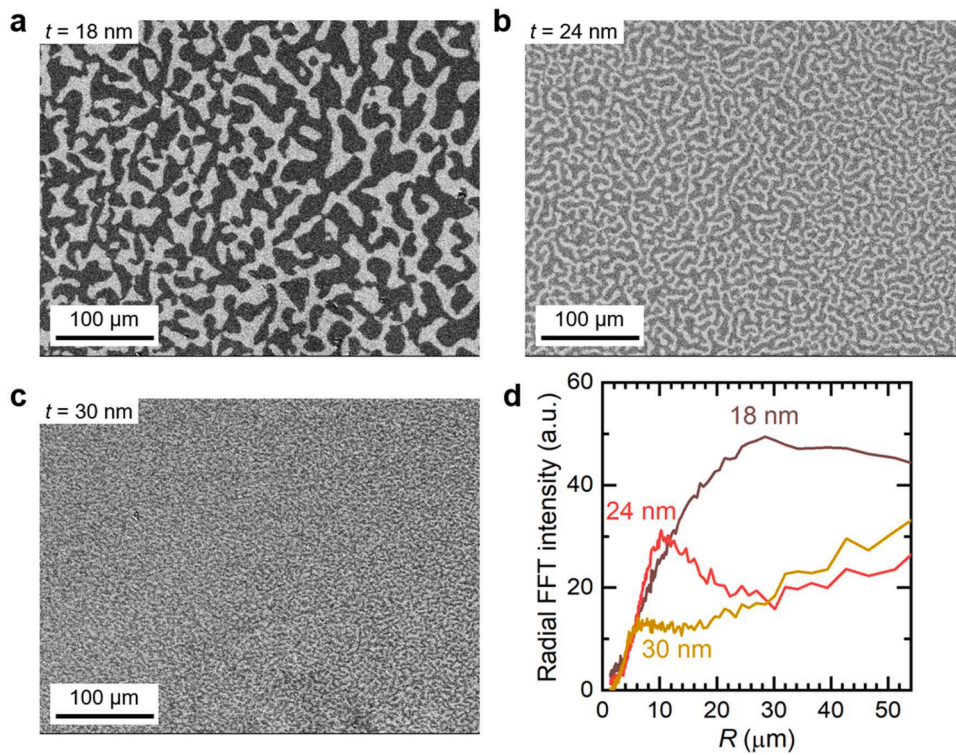 a
t = 18 nm
100 µm
b
t = 24 nm
100 µm
c
t = 30 nm
100 µm
d
60
40
20
0
Radial FFT intensity (a.u.)
18 nm
24 nm
30 nm
0 10 20 30 40 50
R (µm)